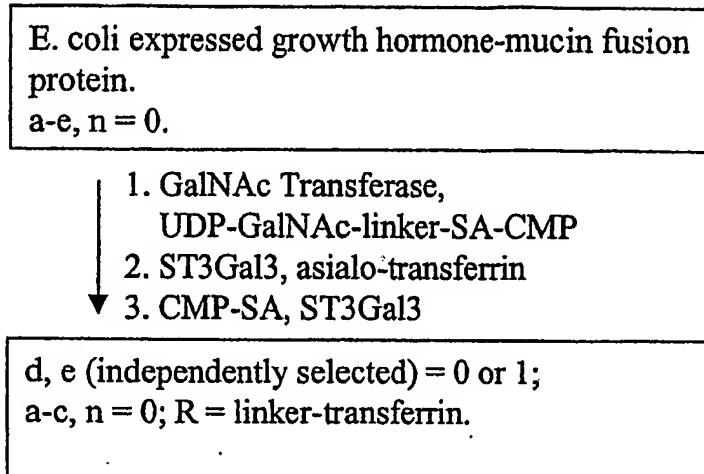 E. coli expressed growth hormone-mucin fusion
protein.
a-e, n = 0.
1. GalNAc Transferase,
UDP-GalNAc-linker-SA-CMP
2. ST3Gal3, asialo-transferrin
3. CMP-SA, ST3Gal3
d, e (independently selected) = 0 or 1;
a-c, n = 0; R = linker-transferrin.